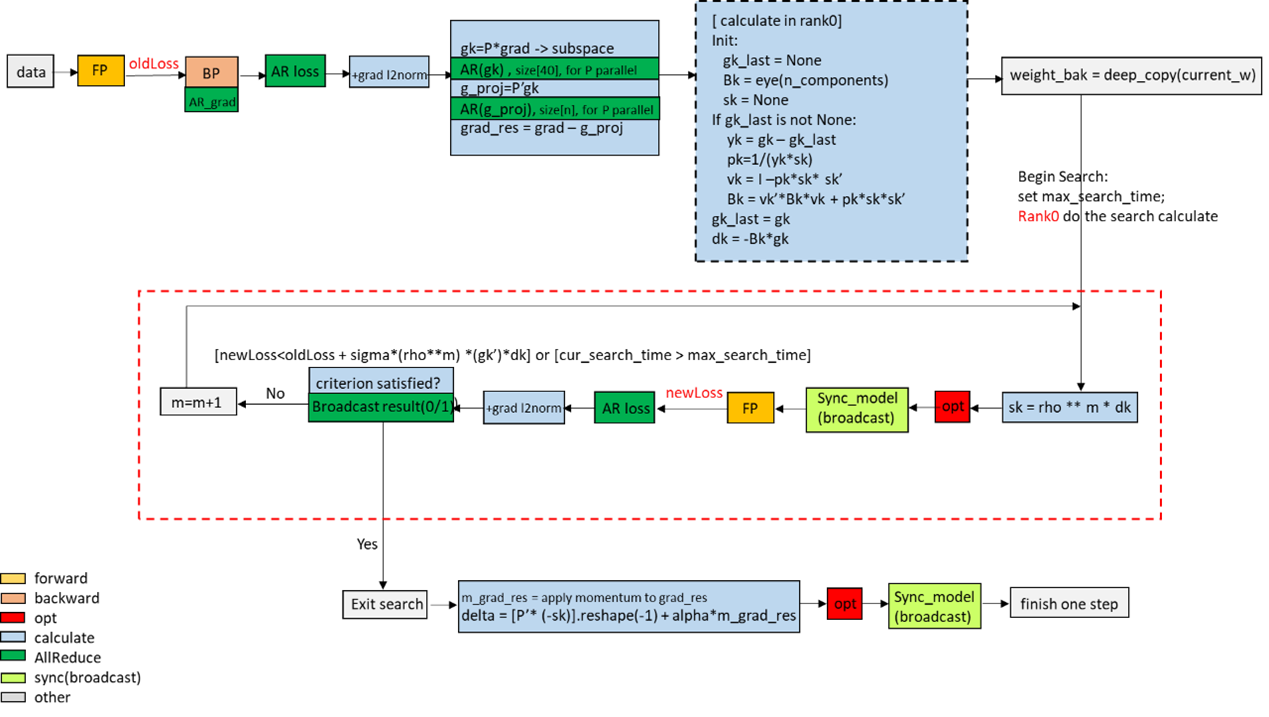 data
FP
oldLoss
BP
AR_grad
AR loss
+grad l2norm
gk=P*grad -> subspace
AR(gk) , size[40], for P parallel
g_proj=P'gk
AR(g_proj), size[n], for P parallel
grad_res = grad – g_proj
[ calculate in rank0]
Init:
gk_last = None
Bk = eye(n_components)
sk = None
If gk_last is not None:
yk = gk – gk_last
pk=1/(yk*sk)
vk = I –pk*sk* sk’
Bk = vk’*Bk*vk + pk*sk*sk’
gk_last = gk
dk = -Bk*gk
weight_bak = deep_copy(current_w)
Begin Search:
set max_search_time;
Rank0 do the search calculate
[newLoss<oldLoss + sigma*(rho**m) *(gk’)*dk] or [cur_search_time > max_search_time]
m=m+1
No
criterion satisfied?
Broadcast result(0/1)
+grad l2norm
AR loss
newLoss
FP
Sync_model
(broadcast)
opt
sk = rho ** m * dk
Yes
Exit search
m_grad_res = apply momentum to grad_res
delta = [P’* (-sk)].reshape(-1) + alpha*m_grad_res
opt
Sync_model
(broadcast)
finish one step
forward
backward
opt
calculate
AllReduce
sync(broadcast)
other